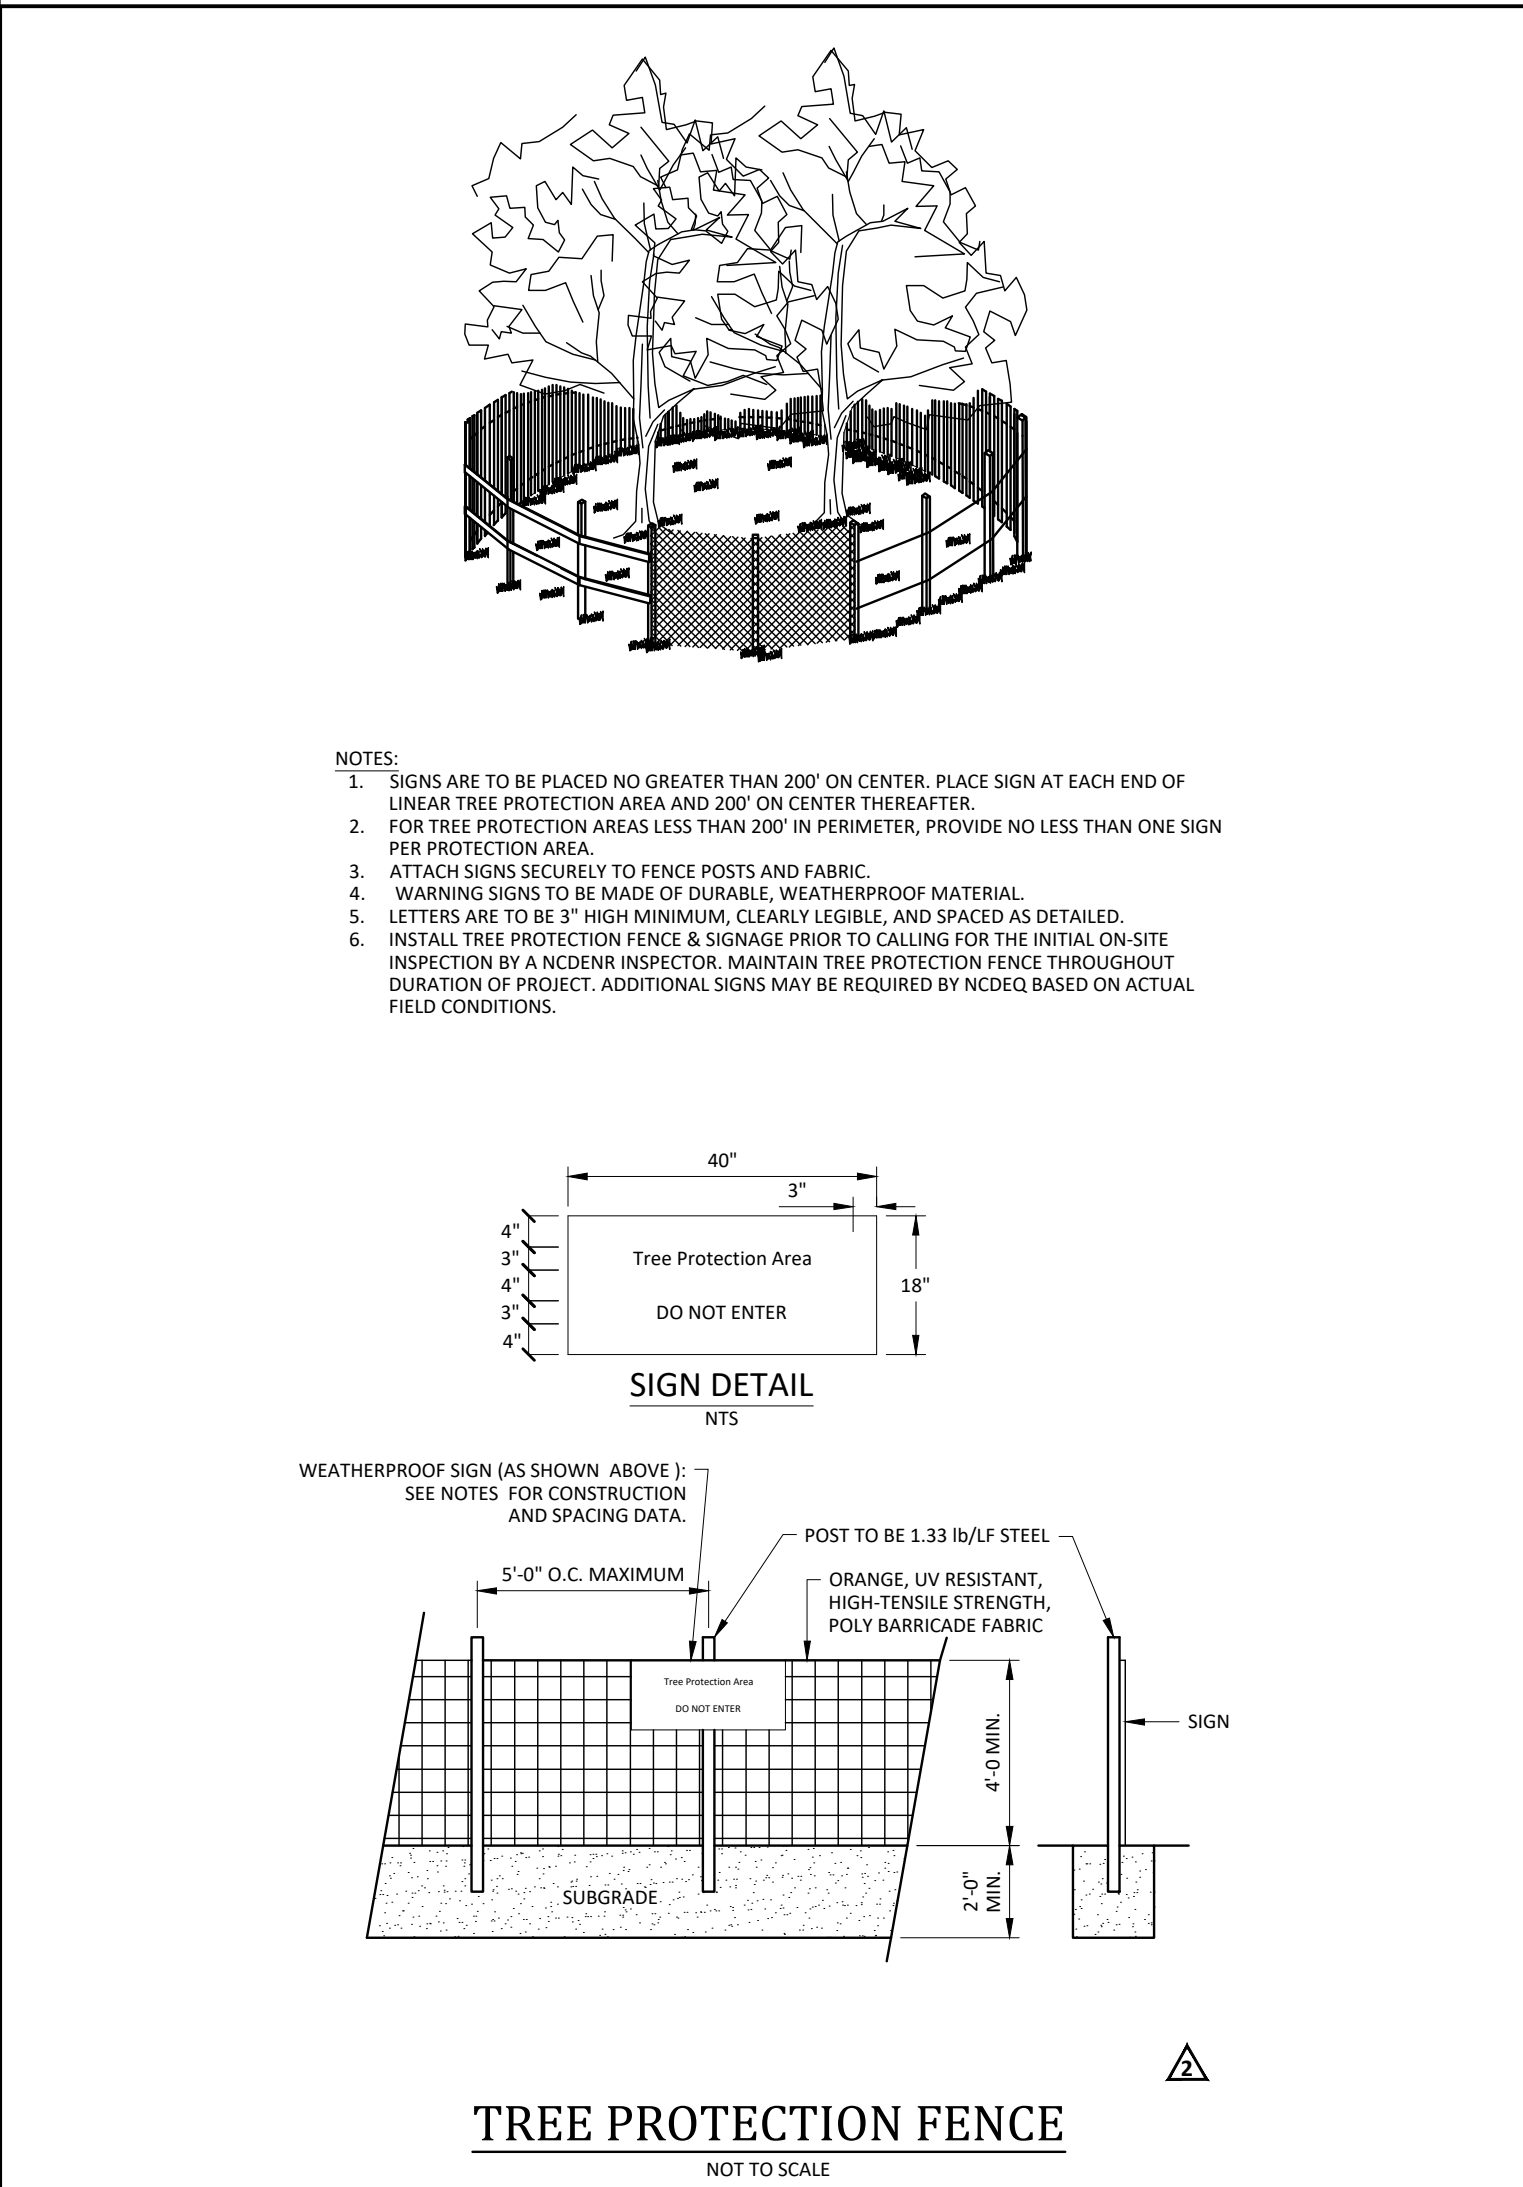 NOTES:
1. SIGNS ARE TO BE PLACED NO GREATER THAN 200' ON CENTER. PLACE SIGN AT EACH END OF
LINEAR TREE PROTECTION AREA AND 200' ON CENTER THEREAFTER.
2. FOR TREE PROTECTION AREAS LESS THAN 200' IN PERIMETER, PROVIDE NO LESS THAN ONE SIGN
PER PROTECTION AREA.
3. ATTACH SIGNS SECURELY TO FENCE POSTS AND FABRIC.
4. WARNING SIGNS TO BE MADE OF DURABLE, WEATHERPROOF MATERIAL.
5. LETTERS ARE TO BE 3" HIGH MINIMUM, CLEARLY LEGIBLE, AND SPACED AS DETAILED.
6. INSTALL TREE PROTECTION FENCE & SIGNAGE PRIOR TO CALLING FOR THE INITIAL ON-SITE
INSPECTION BY A NCDENR INSPECTOR. MAINTAIN TREE PROTECTION FENCE THROUGHOUT
DURATION OF PROJECT. ADDITIONAL SIGNS MAY BE REQUIRED BY NCDEQ BASED ON ACTUAL
FIELD CONDITIONS.
40"
3"
4"
3"
4"
3"
4"
Tree Protection Area
DO NOT ENTER
18"
SIGN DETAIL
NTS
WEATHERPROOF SIGN (AS SHOWN ABOVE ):
SEE NOTES FOR CONSTRUCTION
AND SPACING DATA.
POST TO BE 1.33 lb/LF STEEL
5'-0" O.C. MAXIMUM
ORANGE, UV RESISTANT,
HIGH-TENSILE STRENGTH,
POLY BARRICADE FABRIC
Tree Protection Area
DO NOT ENTER
4'-0 MIN.
SIGN
SUBGRADE
2'-0"
MIN.
2
TREE PROTECTION FENCE
NOT TO SCALE